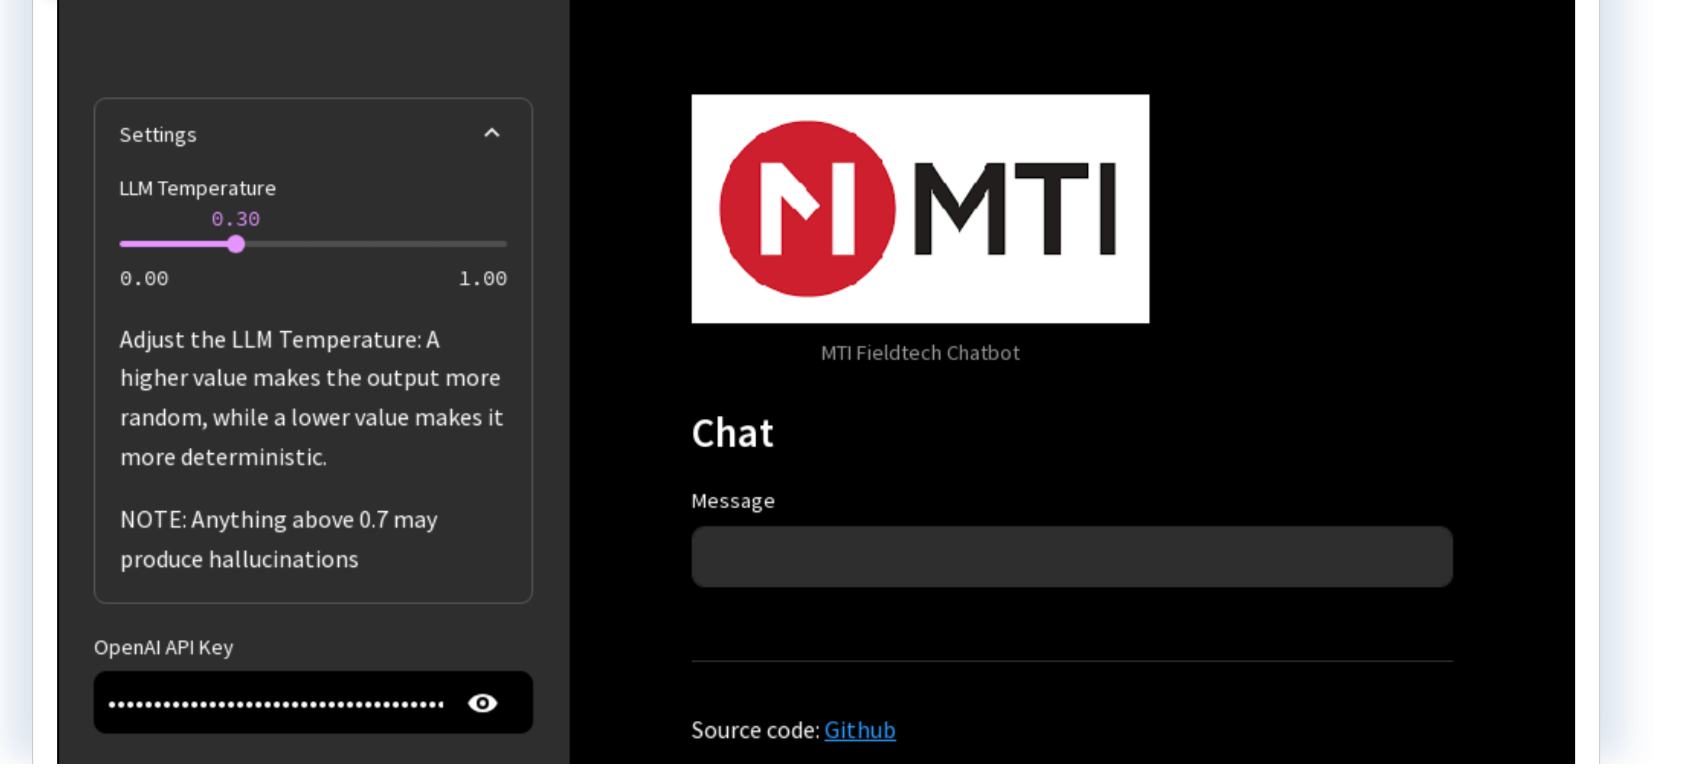 Settings
LLM Temperature
0.30
0.00 1.00
Adjust the LLM Temperature: A
higher value makes the output more
random, while a lower value makes it
more deterministic.
NOTE: Anything above 0.7 may
produce hallucinations
OpenAI API Key
MTI
MTI Fieldtech Chatbot
Chat
Message
Source code: Github